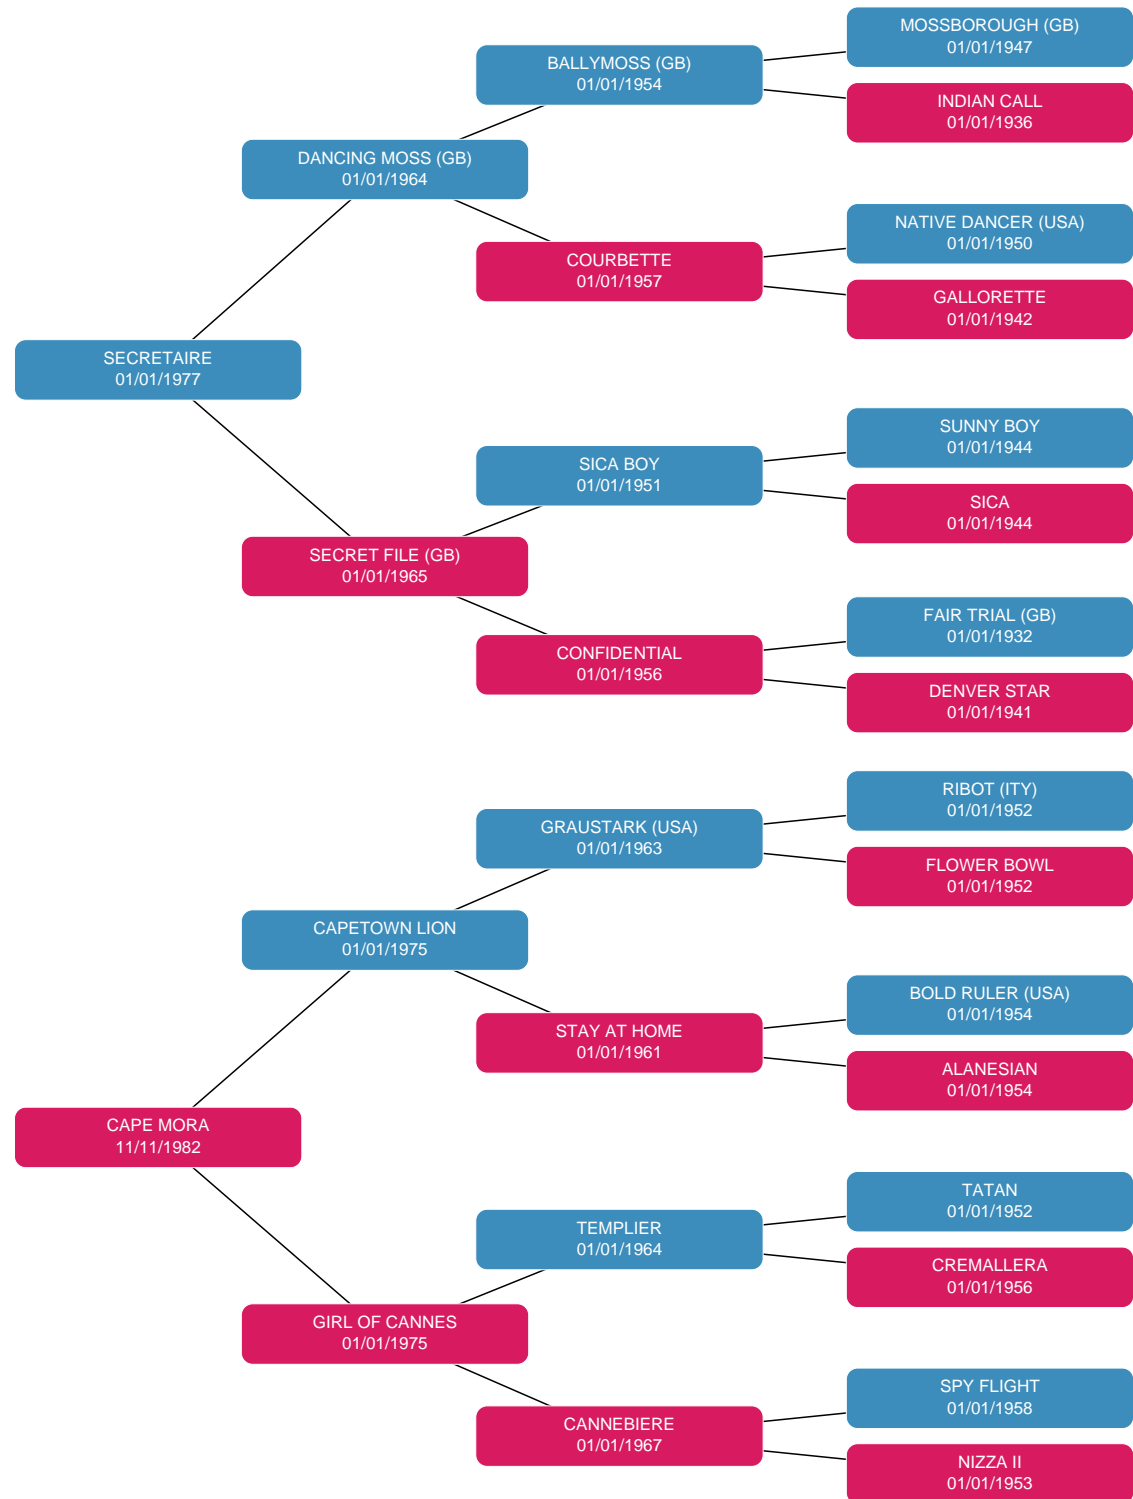 MOSSBOROUGH (GB)
01/01/1947
BALLYMOSS (GB)
01/01/1954
INDIAN CALL
01/01/1936
DANCING MOSS (GB)
01/01/1964
NATIVE DANCER (USA)
01/01/1950
COURBETTE
01/01/1957
GALLORETTE
01/01/1942
SECRETAIRE
01/01/1977
SUNNY BOY
01/01/1944
SICA BOY
01/01/1951
SICA
01/01/1944
SECRET FILE (GB)
01/01/1965
FAIR TRIAL (GB)
01/01/1932
CONFIDENTIAL
01/01/1956
DENVER STAR
01/01/1941
RIBOT (ITY)
01/01/1952
GRAUSTARK (USA)
01/01/1963
FLOWER BOWL
01/01/1952
CAPETOWN LION
01/01/1975
BOLD RULER (USA)
01/01/1954
STAY AT HOME
01/01/1961
ALANESIAN
01/01/1954
CAPE MORA
11/11/1982
TATAN
01/01/1952
TEMPLIER
01/01/1964
CREMALLERA
01/01/1956
GIRL OF CANNES
01/01/1975
SPY FLIGHT
01/01/1958
CANNEBIERE
01/01/1967
NIZZA II
01/01/1953